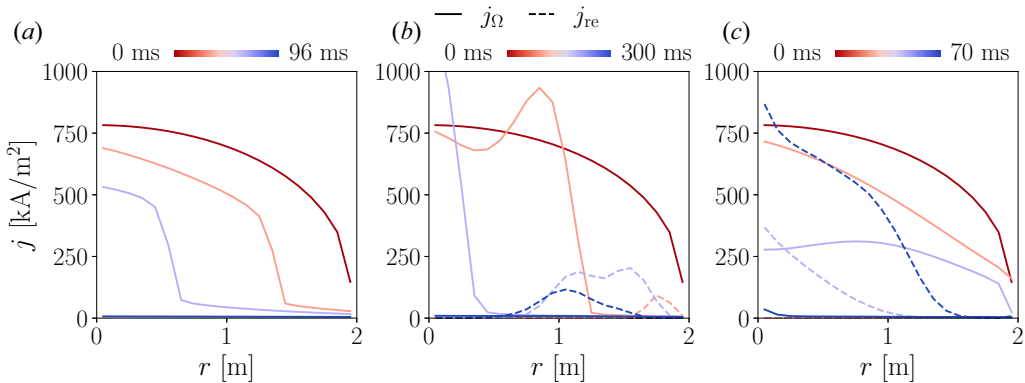 j_Ω j_re
(a) (b) (c)
0 ms 96 ms 0 ms 300 ms 0 ms 70 ms
1000 1000 1000
750 750 750
500 500 500
250 250 250
0 0 0
0 1 2 0 1 2 0 1 2
j [kA/m²]
r [m] r [m] r [m]